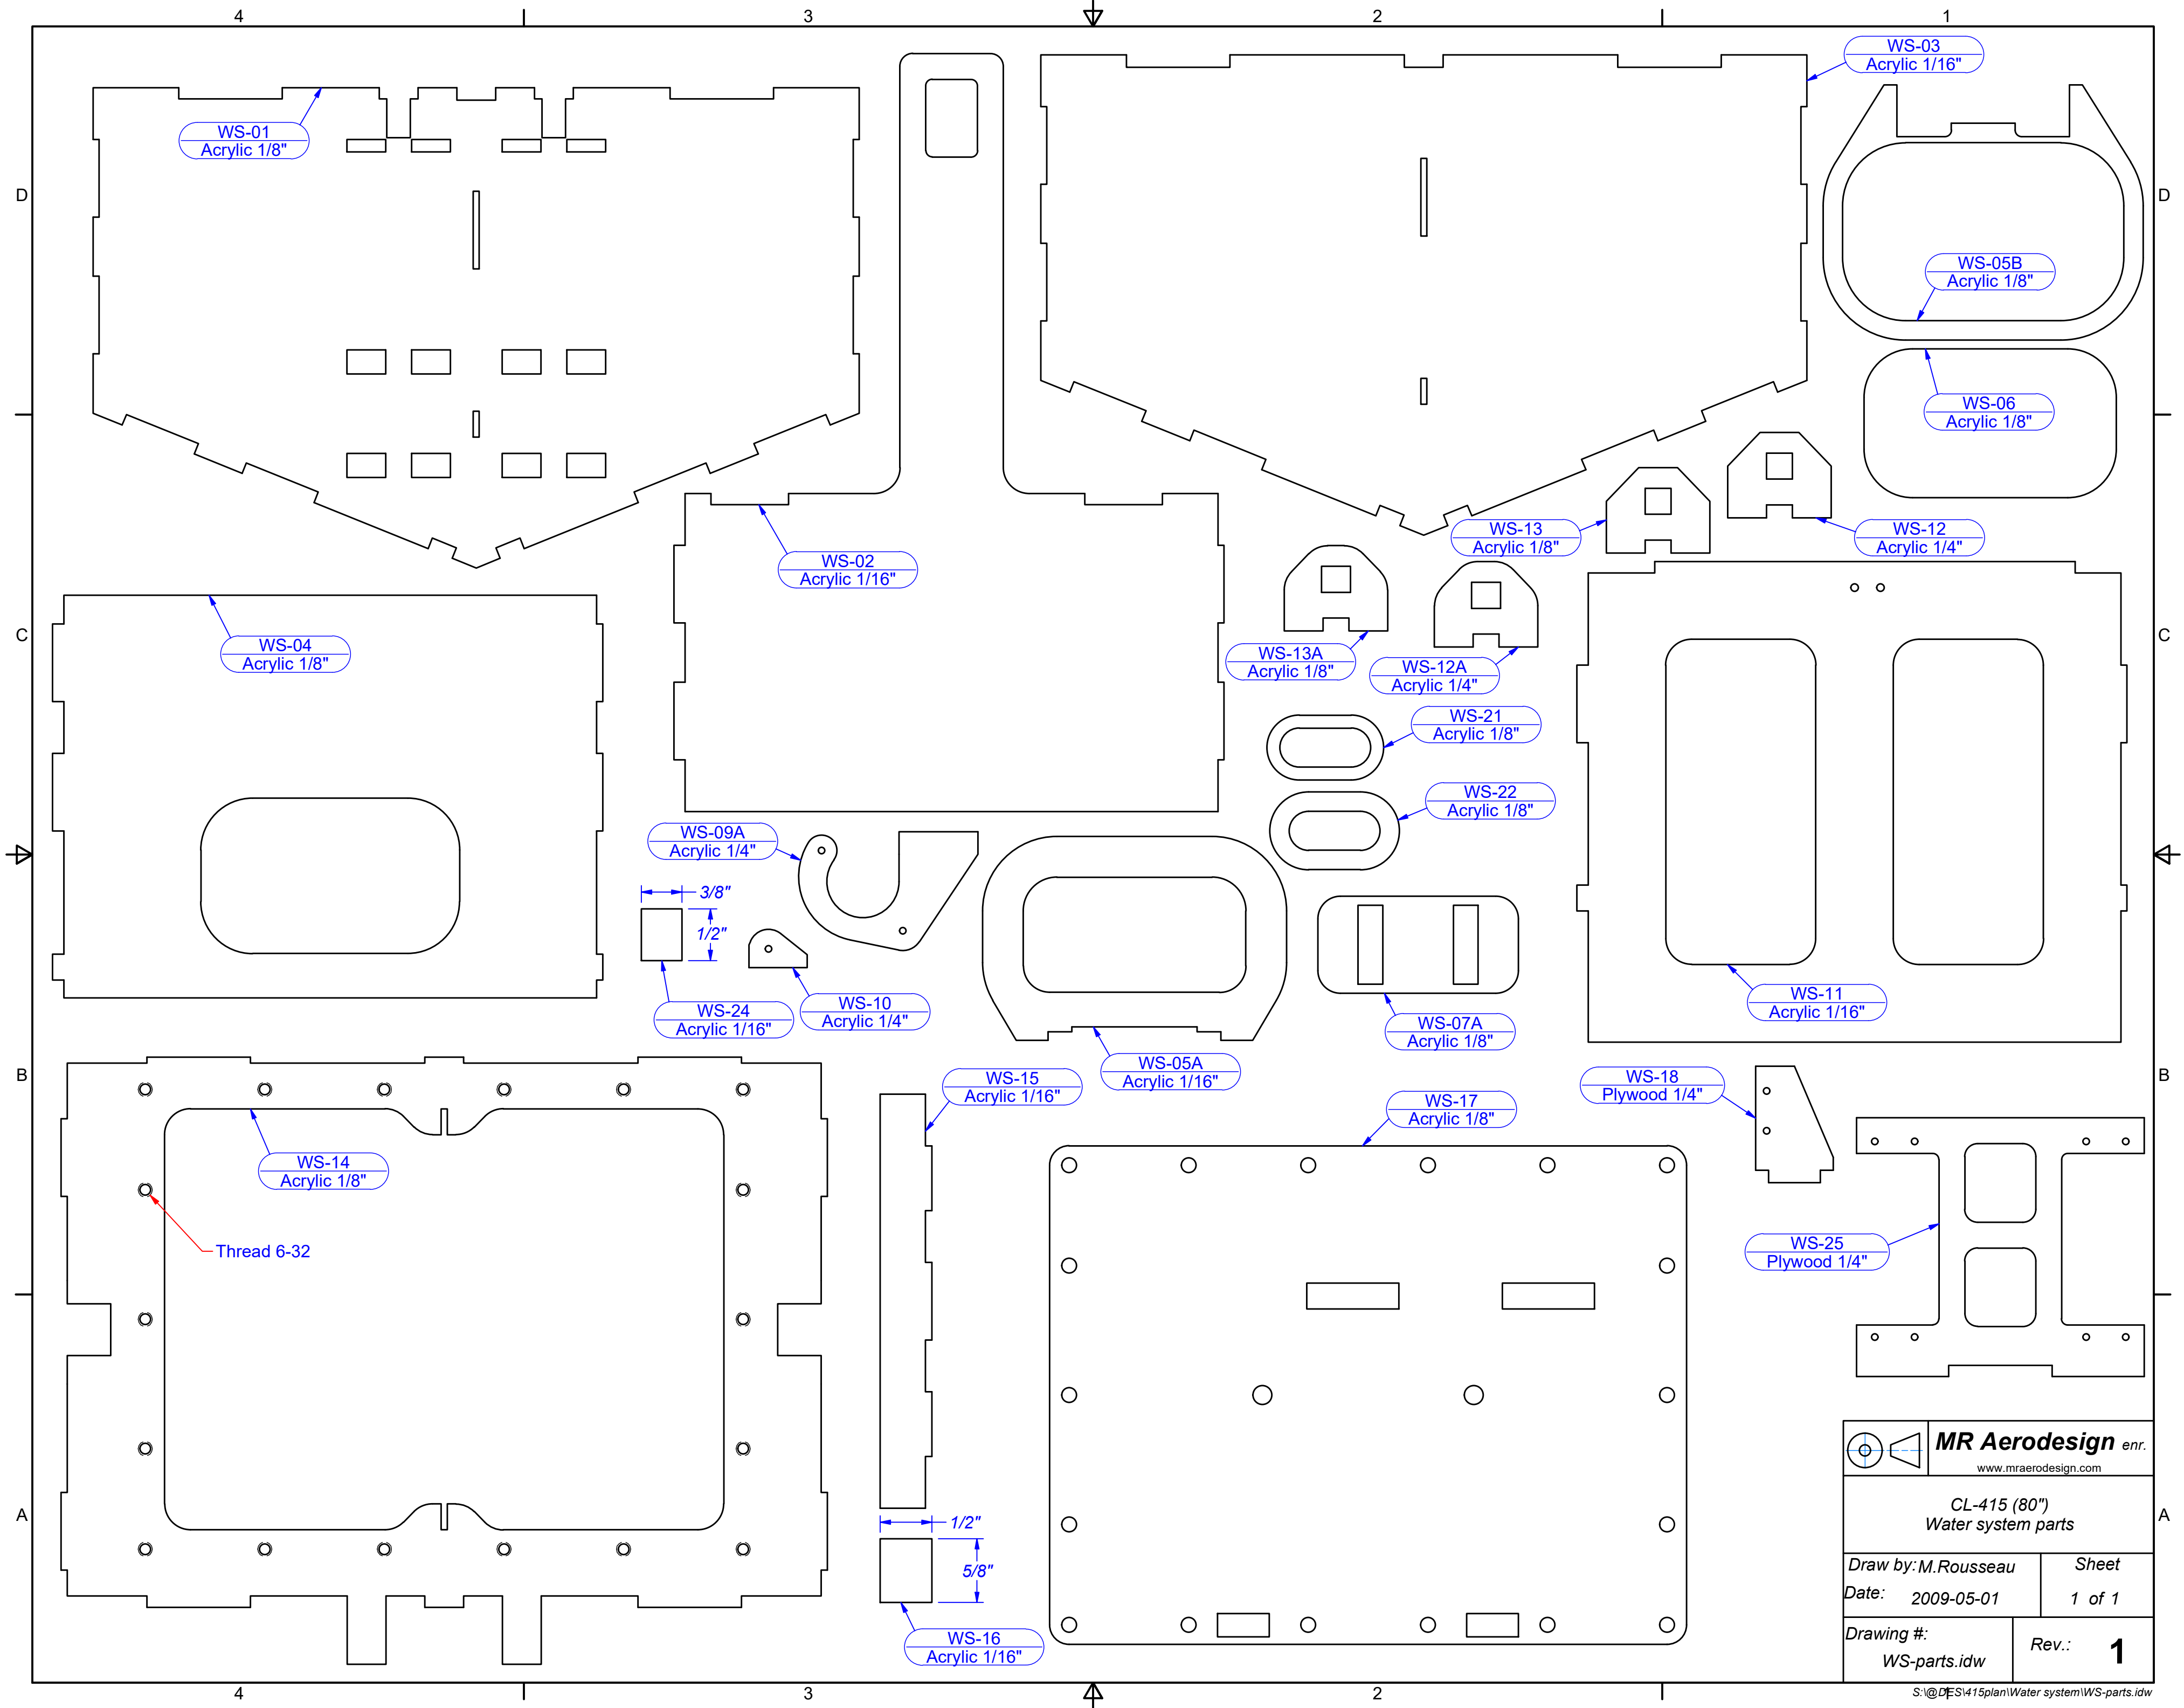 4
3
2
1
D
D
C
C
B
B
A
A
WS-01
Acrylic 1/8"
WS-03
Acrylic 1/16"
WS-05B
Acrylic 1/8"
WS-06
Acrylic 1/8"
WS-02
Acrylic 1/16"
WS-13
Acrylic 1/8"
WS-12
Acrylic 1/4"
WS-04
Acrylic 1/8"
WS-13A
Acrylic 1/8"
WS-12A
Acrylic 1/4"
WS-21
Acrylic 1/8"
WS-22
Acrylic 1/8"
WS-09A
Acrylic 1/4"
3/8"
1/2"
WS-24
Acrylic 1/16"
WS-10
Acrylic 1/4"
WS-11
Acrylic 1/16"
WS-07A
Acrylic 1/8"
WS-05A
Acrylic 1/16"
WS-15
Acrylic 1/16"
WS-17
Acrylic 1/8"
WS-18
Plywood 1/4"
WS-14
Acrylic 1/8"
Thread 6-32
WS-25
Plywood 1/4"
1/2"
5/8"
WS-16
Acrylic 1/16"
MR Aerodesign enr.
www.mraerodesign.com
CL-415 (80")
Water system parts
Draw by: M.Rousseau
Date: 2009-05-01
Sheet
1 of 1
Drawing #:
WS-parts.idw
Rev.: 1
4
3
2
1
S:\@DES\415plan\Water system\WS-parts.idw